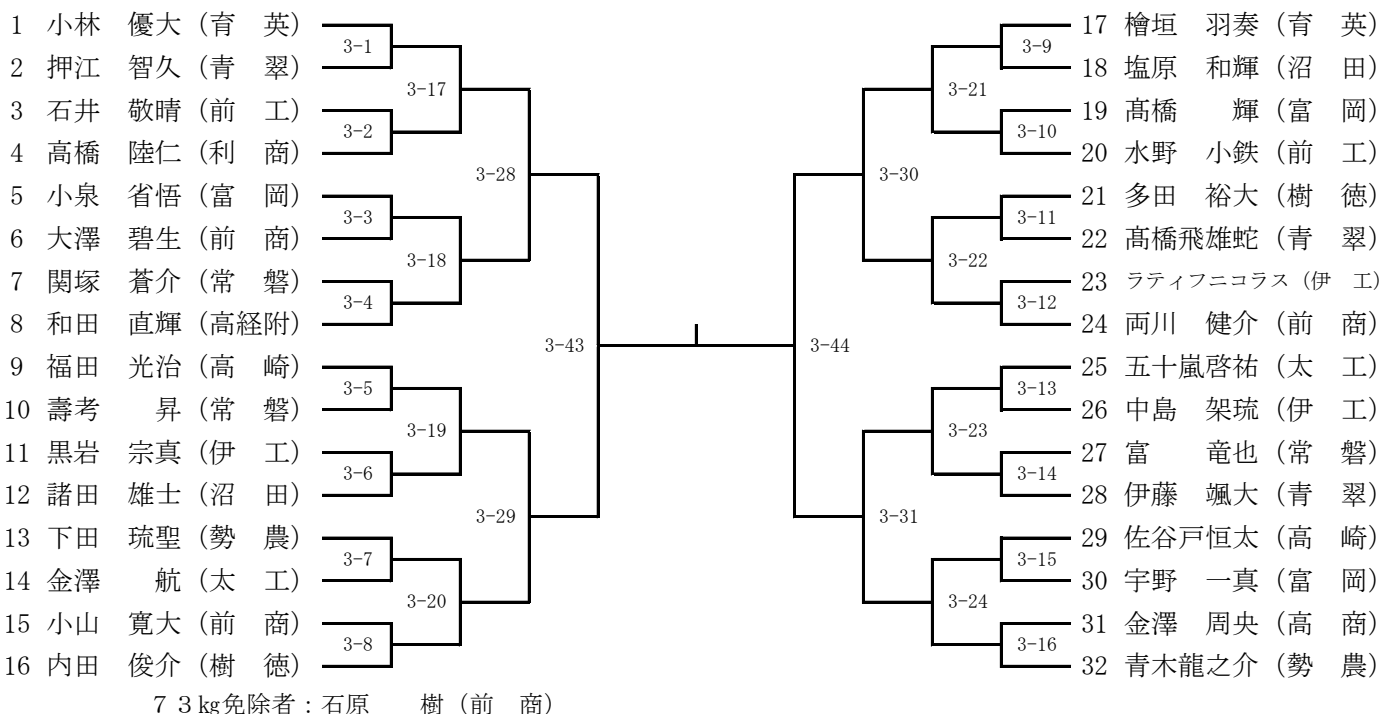 1 小林 優大（育 英）
2 押江 智久（青 翠）
3 石井 敬晴（前 工）
4 高橋 陸仁（利 商）
5 小泉 省悟（富 岡）
6 大澤 碧生（前 商）
7 関塚 蒼介（常 磐）
8 和田 直輝（高経附）
9 福田 光治（高 崎）
10 壽考 昇（常 磐）
11 黒岩 宗真（伊 工）
12 諸田 雄士（沼 田）
13 下田 琉聖（勢 農）
14 金澤 航（太 工）
15 小山 寛大（前 商）
16 内田 俊介（樹 徳）
3-1
3-2
3-3
3-4
3-5
3-6
3-7
3-8
3-17
3-18
3-19
3-20
3-28
3-29
3-43
3-44
3-30
3-31
3-21
3-22
3-23
3-24
3-9
3-10
3-11
3-12
3-13
3-14
3-15
3-16
17 檜垣 羽奏（育 英）
18 塩原 和輝（沼 田）
19 髙橋 輝（富 岡）
20 水野 小鉄（前 工）
21 多田 裕大（樹 徳）
22 髙橋飛雄蛇（青 翠）
23 ラティフニコラス（伊 工）
24 両川 健介（前 商）
25 五十嵐啓祐（太 工）
26 中島 架琉（伊 工）
27 富 竜也（常 磐）
28 伊藤 颯大（青 翠）
29 佐谷戸恒太（高 崎）
30 宇野 一真（富 岡）
31 金澤 周央（高 商）
32 青木龍之介（勢 農）
７３㎏免除者：石原 樹（前 商）